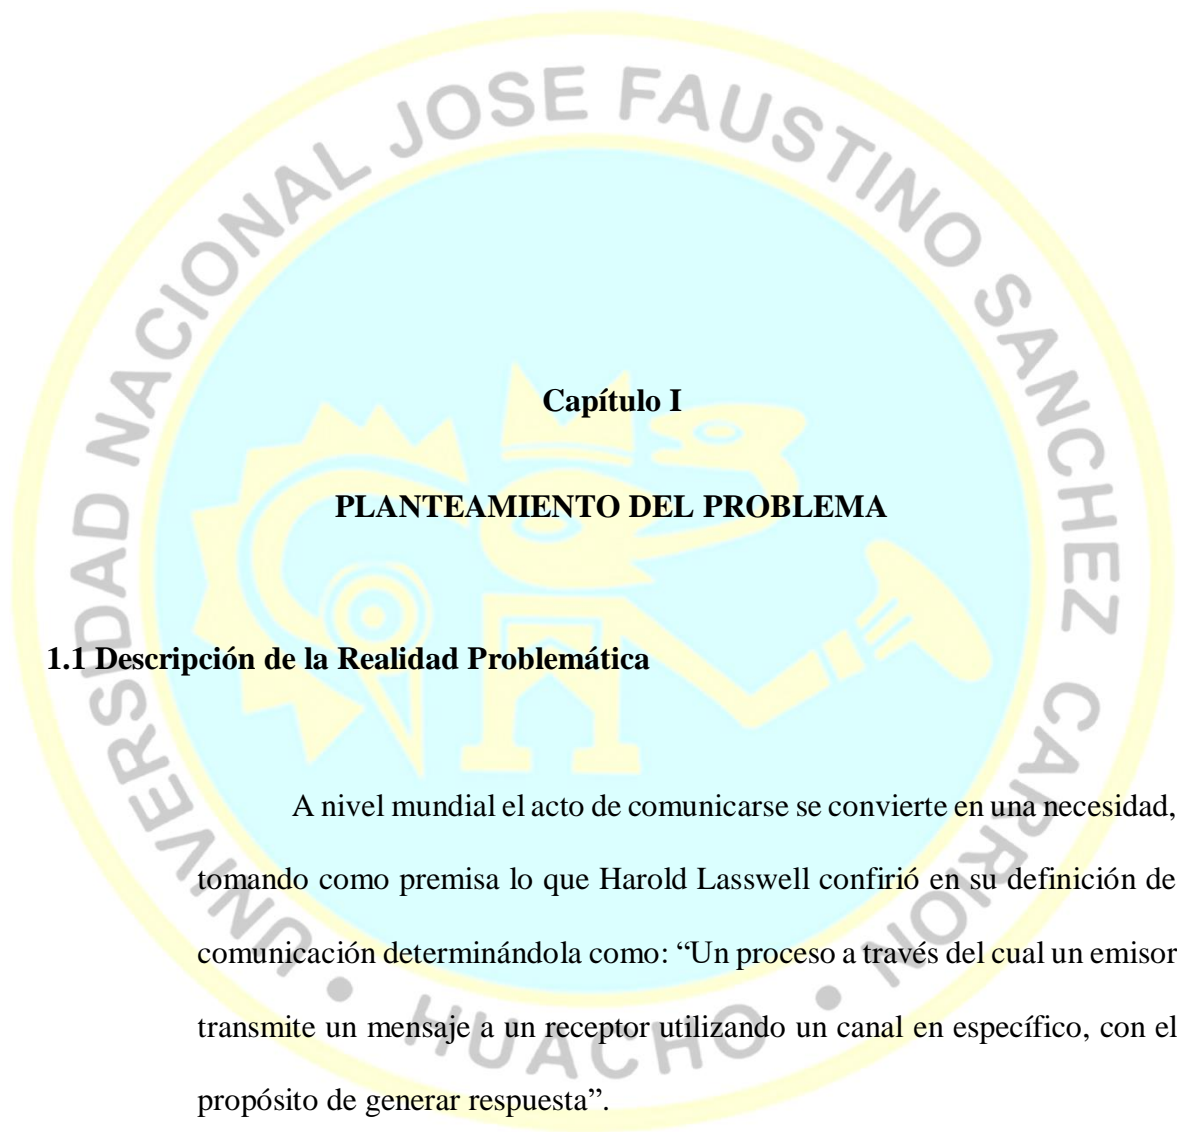 UNIVERSIDAD NACIONAL JOSE FAUSTINO SANCHEZ CARRION
• HUACHO •
Capítulo I
PLANTEAMIENTO DEL PROBLEMA
1.1 Descripción de la Realidad Problemática
A nivel mundial el acto de comunicarse se convierte en una necesidad,
tomando como premisa lo que Harold Lasswell confirió en su definición de
comunicación determinándola como: “Un proceso a través del cual un emisor
transmite un mensaje a un receptor utilizando un canal en específico, con el
propósito de generar respuesta”.